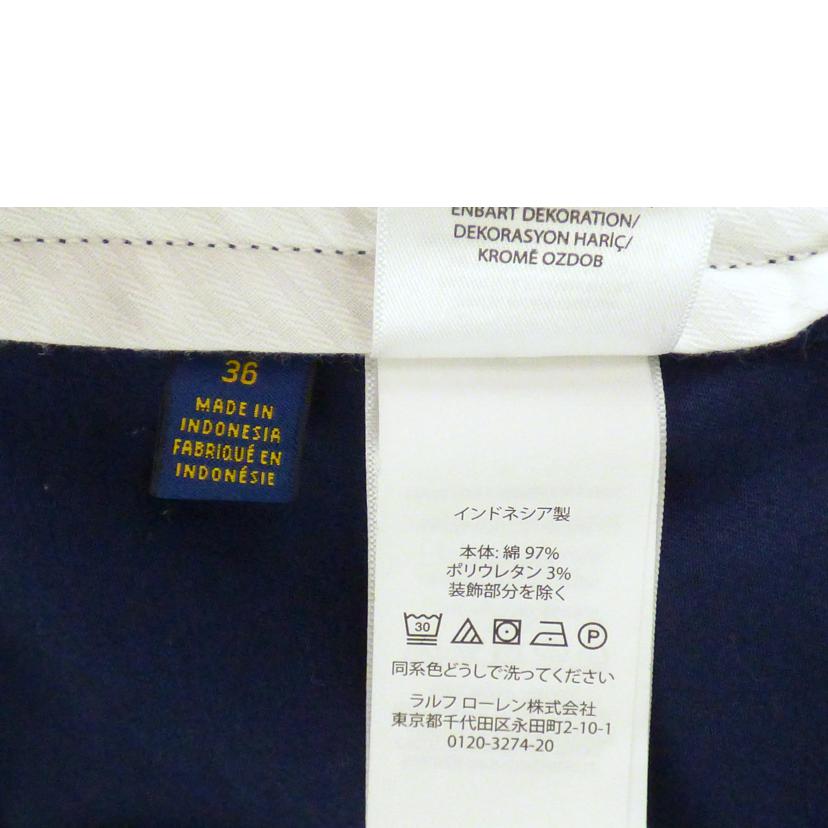 ENBART DEKORATION/
DEKORASYON HARİÇ/
KROMĚ OZDOB
36
MADE IN
INDONESIA
FABRIQUÉ EN
INDONÉSIE
インドネシア製
本体: 綿 97%
ポリウレタン 3%
装飾部分を除く
30 P
同系色どうしで洗ってください
ラルフ ローレン株式会社
東京都千代田区永田町2-10-1
0120-3274-20